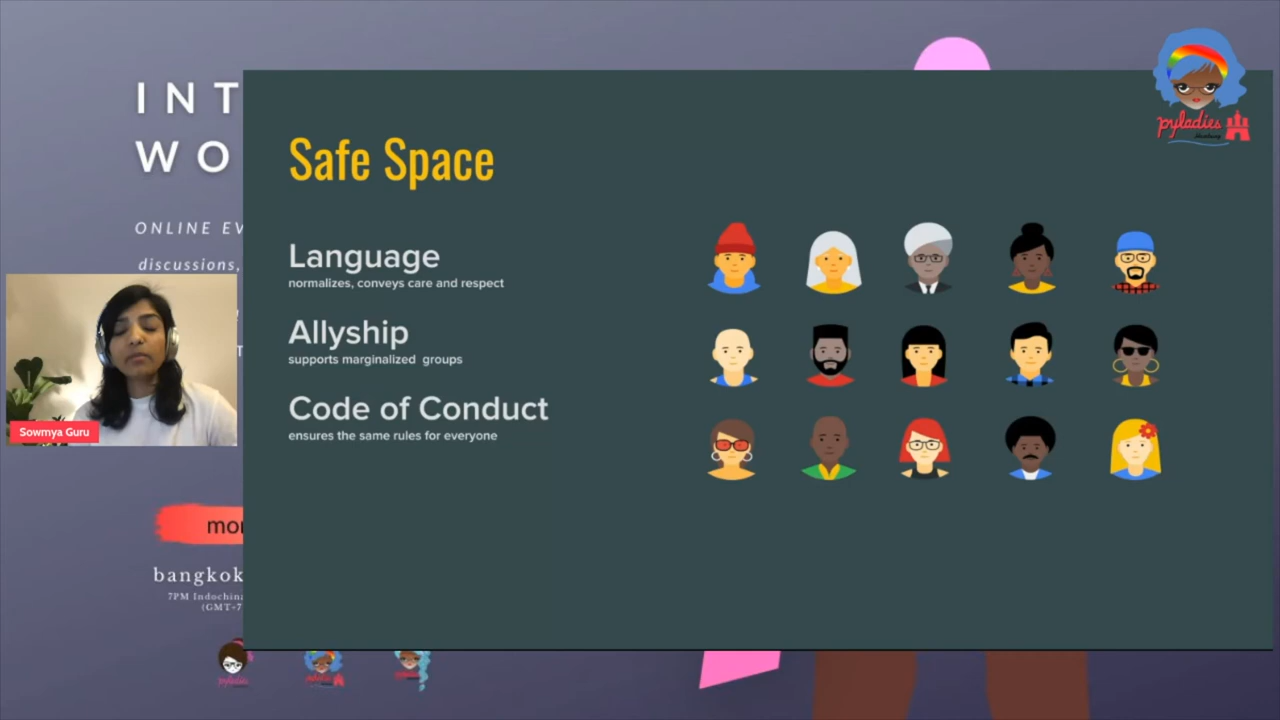 INT
WO
ONLINE EV
discussions,
Safe Space
Language
normalizes, conveys care and respect
Allyship
supports marginalized groups
Code of Conduct
ensures the same rules for everyone
Sowmya Guru
bangkok
7PM Indochina
(GMT+7
pyladies
pyladies